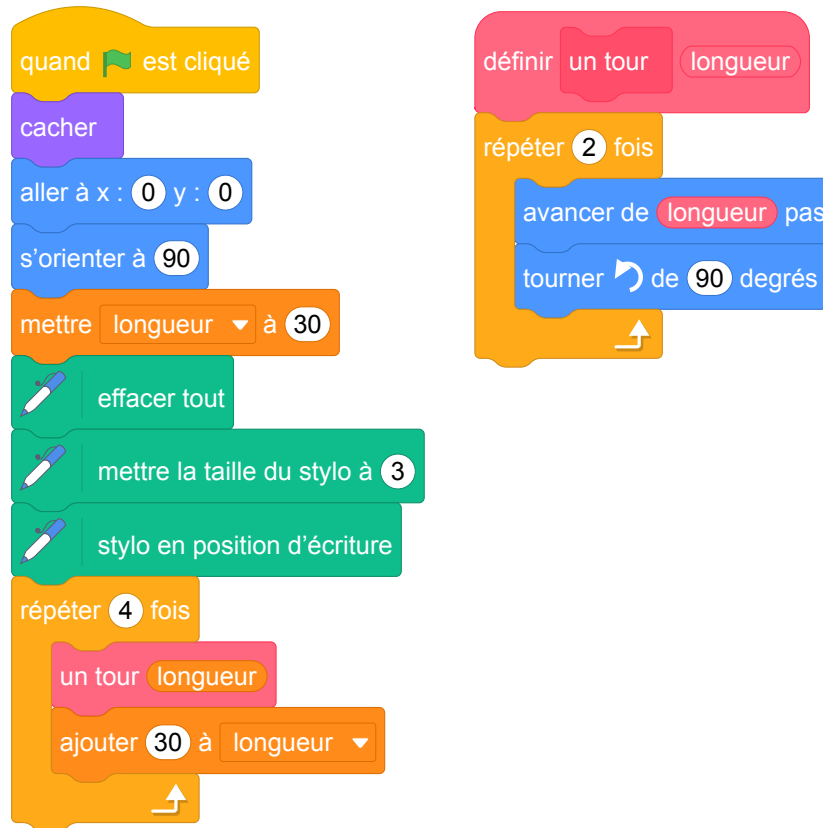 quand est cliqué
cacher
aller à x : 0 y : 0
s’orienter à 90
mettre longueur à 30
effacer tout
mettre la taille du stylo à 3
stylo en position d’écriture
répéter 4 fois
un tour longueur
ajouter 30 à longueur
définir un tour longueur
répéter 2 fois
avancer de longueur pas
tourner de 90 degrés